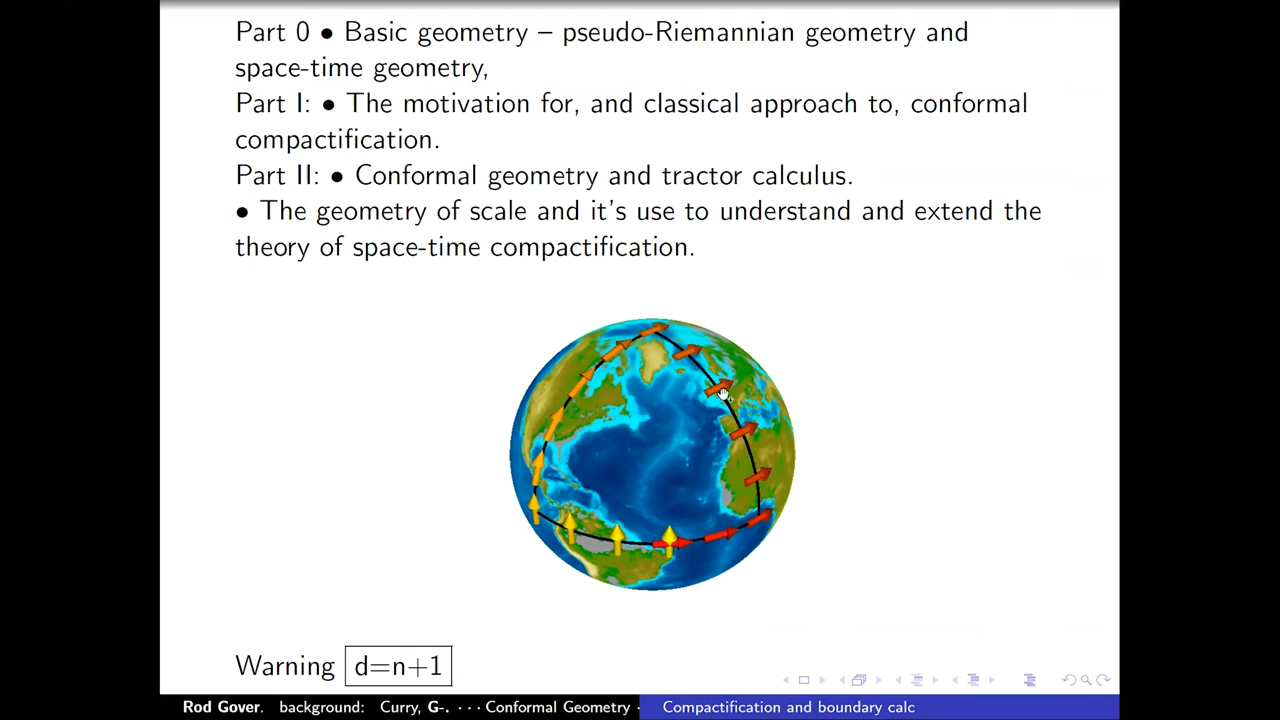 Part 0 • Basic geometry – pseudo-Riemannian geometry and
space-time geometry,
Part I: • The motivation for, and classical approach to, conformal
compactification.
Part II: • Conformal geometry and tractor calculus.
• The geometry of scale and it's use to understand and extend the
theory of space-time compactification.
Warning d=n+1
Rod Gover. background: Curry, G-. · · · Conformal Geometry · Compactification and boundary calc